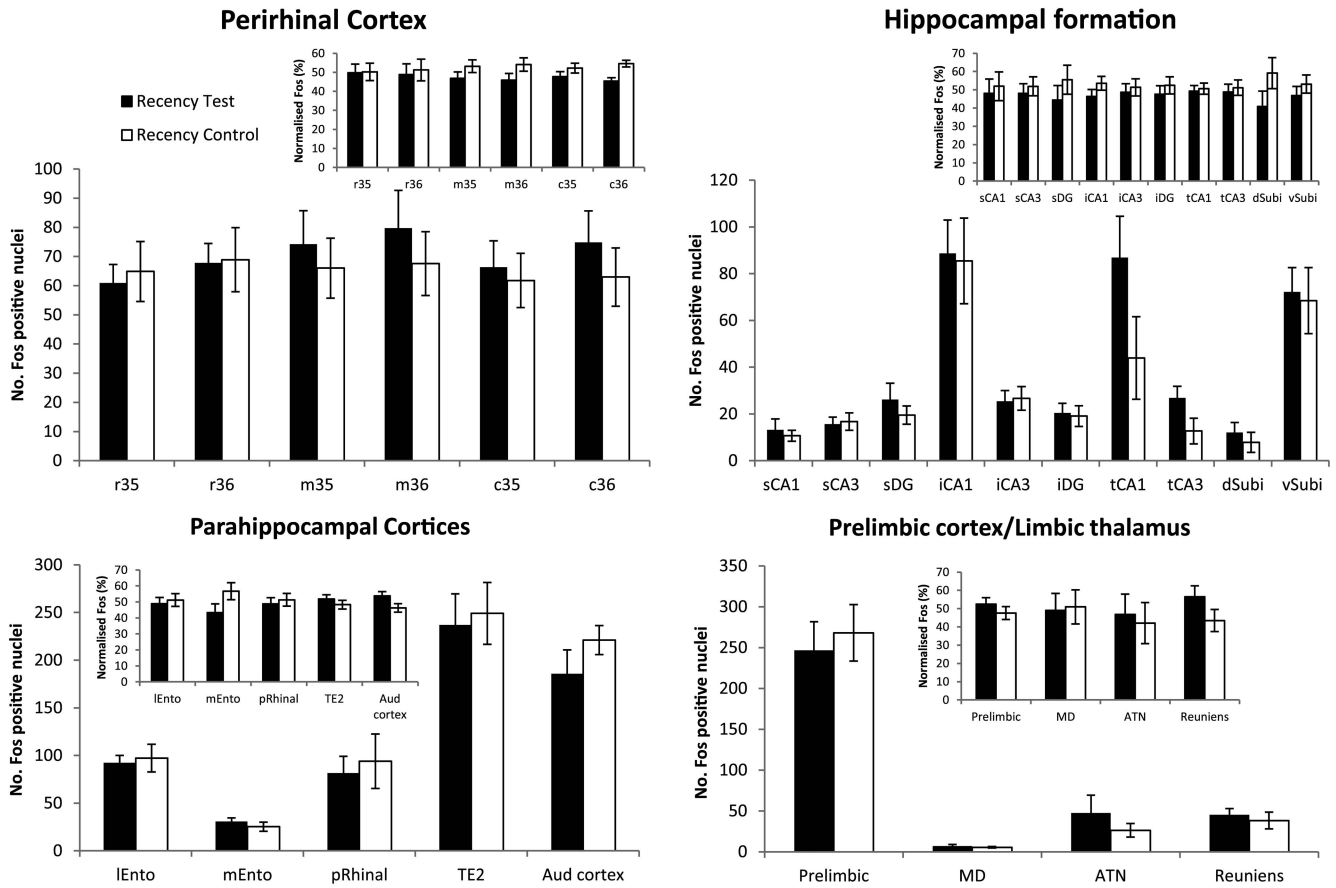 Perirhinal Cortex
Recency Test
Recency Control
Normalised Fos (%)
60
50
40
30
20
10
0
r35 r36 m35 m36 c35 c36
No. Fos positive nuclei
100
90
80
70
60
50
40
30
20
10
0
r35 r36 m35 m36 c35 c36
Hippocampal formation
Normalised Fos (%)
70
60
50
40
30
20
10
0
sCA1 sCA3 sDG iCA1 iCA3 iDG tCA1 tCA3 dSubi vSubi
No. Fos positive nuclei
120
100
80
60
40
20
0
sCA1 sCA3 sDG iCA1 iCA3 iDG tCA1 tCA3 dSubi vSubi
Parahippocampal Cortices
Normalised Fos (%)
70
60
50
40
30
20
10
0
lEnto mEnto pRhinal TE2 Aud
cortex
No. Fos positive nuclei
300
250
200
150
100
50
0
lEnto mEnto pRhinal TE2 Aud cortex
Prelimbic cortex/Limbic thalamus
Normalised Fos (%)
70
60
50
40
30
20
10
0
Prelimbic MD ATN Reuniens
No. Fos positive nuclei
350
300
250
200
150
100
50
0
Prelimbic MD ATN Reuniens